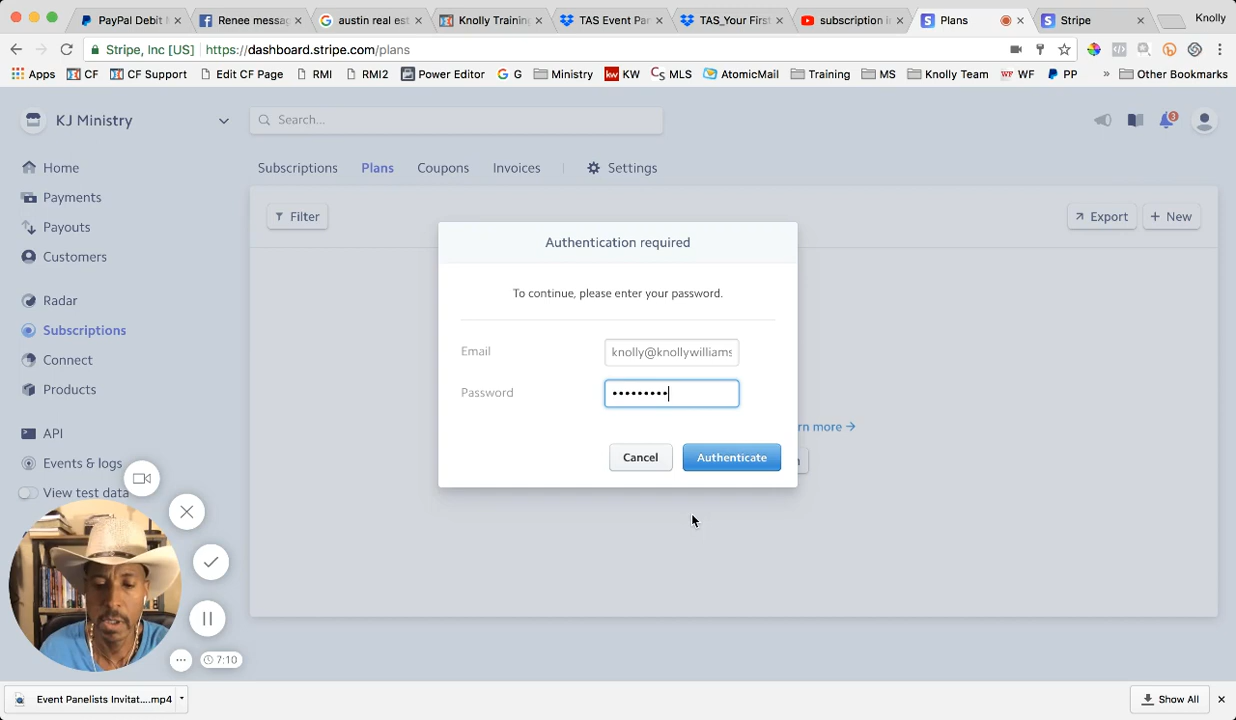 PayPal Debit
Renee messag
austin real est
Knolly Training
TAS Event Par
TAS_Your First
subscription i
Plans
Stripe
Knolly
Stripe, Inc [US]
https://dashboard.stripe.com/plans
Apps
CF
CF Support
Edit CF Page
RMI
RMI2
Power Editor
G
Ministry
kw KW
MLS
AtomicMail
Training
MS
Knolly Team
WF WF
PP
»
Other Bookmarks
KJ Ministry
Search...
3
Home
Payments
Payouts
Customers
Radar
Subscriptions
Connect
Products
API
Events & logs
View test data
Subscriptions
Plans
Coupons
Invoices
Settings
Filter
Export
+ New
Authentication required
To continue, please enter your password.
Email
knolly@knollywilliams
Password
•••••••••
rn more →
Cancel
Authenticate
7:10
Event Panelists Invitat....mp4
Show All